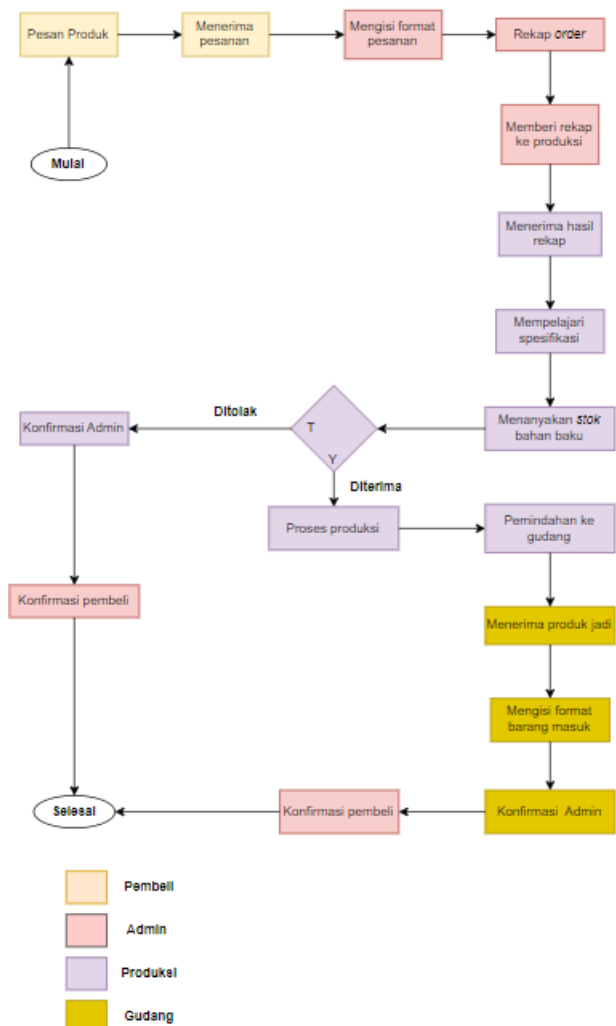 Pesan Produk
Menerima
pesanan
Mengisi format
pesanan
Rekap order
Memberi rekap
ke produksi
Mulai
Menerima hasil
rekap
Mempelajari
spesifikasi
Ditolak
Konfirmasi Admin
T
Y
Menanyakan stok
bahan baku
Diterima
Proses produksi
Pemindahan ke
gudang
Konfirmasi pembeli
Menerima produk jadi
Mengisi format
barang masuk
Selesai
Konfirmasi pembeli
Konfirmasi Admin
Pembeli
Admin
Produksi
Gudang